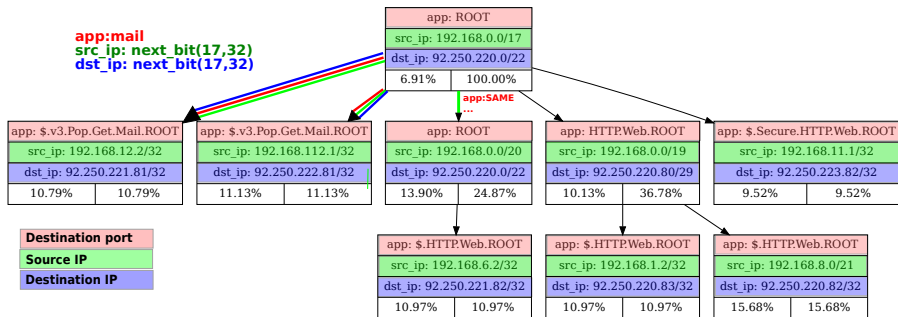 app: ROOT
src_ip: 192.168.0.0/17
dst_ip: 92.250.220.0/22
6.91% 100.00%
app:mail
src_ip: next_bit(17,32)
dst_ip: next_bit(17,32)
app:SAME
...
app: $.v3.Pop.Get.Mail.ROOT
src_ip: 192.168.12.2/32
dst_ip: 92.250.221.81/32
10.79% 10.79%
app: $.v3.Pop.Get.Mail.ROOT
src_ip: 192.168.112.1/32
dst_ip: 92.250.222.81/32
11.13% 11.13%
app: ROOT
src_ip: 192.168.0.0/20
dst_ip: 92.250.220.0/22
13.90% 24.87%
app: HTTP.Web.ROOT
src_ip: 192.168.0.0/19
dst_ip: 92.250.220.80/29
10.13% 36.78%
app: $.Secure.HTTP.Web.ROOT
src_ip: 192.168.11.1/32
dst_ip: 92.250.223.82/32
9.52% 9.52%
Destination port
Source IP
Destination IP
app: $.HTTP.Web.ROOT
src_ip: 192.168.6.2/32
dst_ip: 92.250.221.82/32
10.97% 10.97%
app: $.HTTP.Web.ROOT
src_ip: 192.168.1.2/32
dst_ip: 92.250.220.83/32
10.97% 10.97%
app: $.HTTP.Web.ROOT
src_ip: 192.168.8.0/21
dst_ip: 92.250.220.82/32
15.68% 15.68%